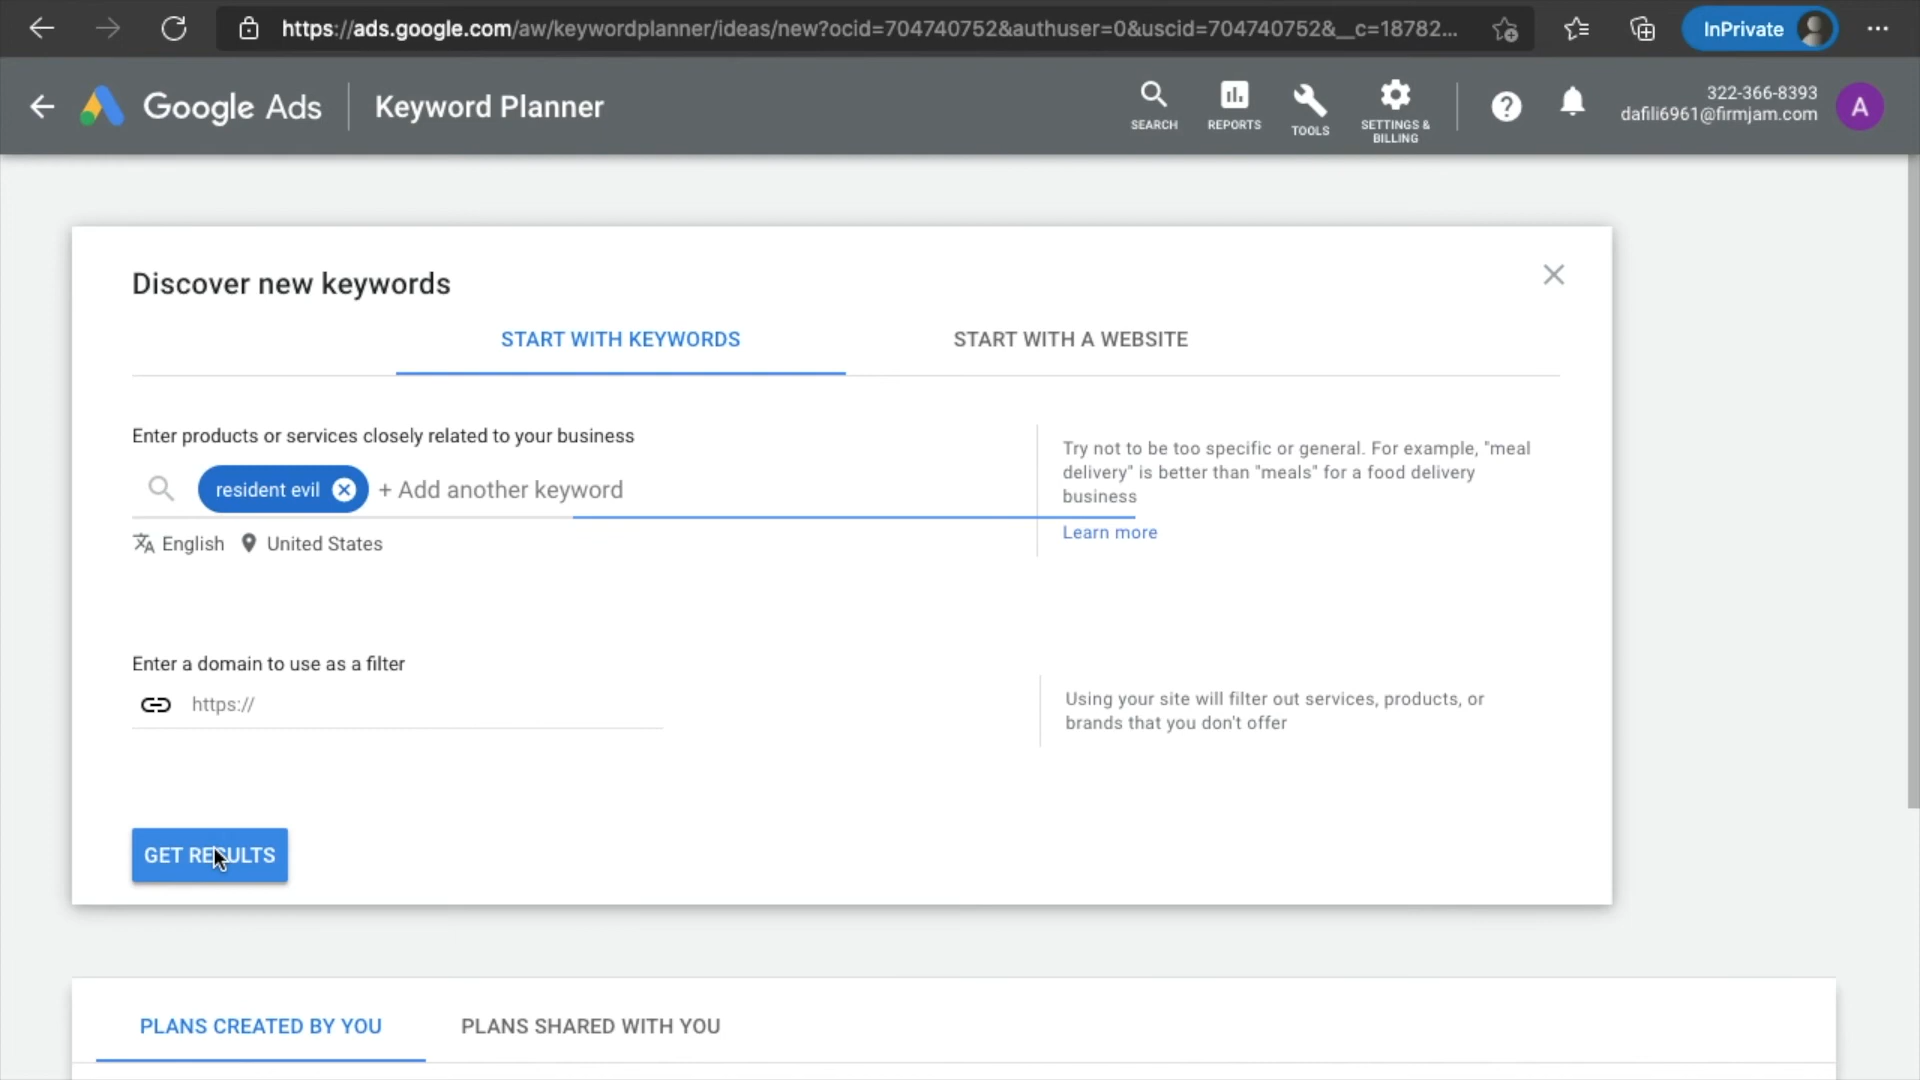 https://ads.google.com/aw/keywordplanner/ideas/new?ocid=704740752&authuser=0&uscid=704740752&__c=18782...
InPrivate
Google Ads
Keyword Planner
SEARCH
REPORTS
TOOLS
SETTINGS &
BILLING
322-366-8393
dafili6961@firmjam.com
A
Discover new keywords
START WITH KEYWORDS
START WITH A WEBSITE
Enter products or services closely related to your business
resident evil
+ Add another keyword
Try not to be too specific or general. For example, "meal
delivery" is better than "meals" for a food delivery
business
Learn more
English
United States
Enter a domain to use as a filter
https://
Using your site will filter out services, products, or
brands that you don't offer
GET RESULTS
PLANS CREATED BY YOU
PLANS SHARED WITH YOU